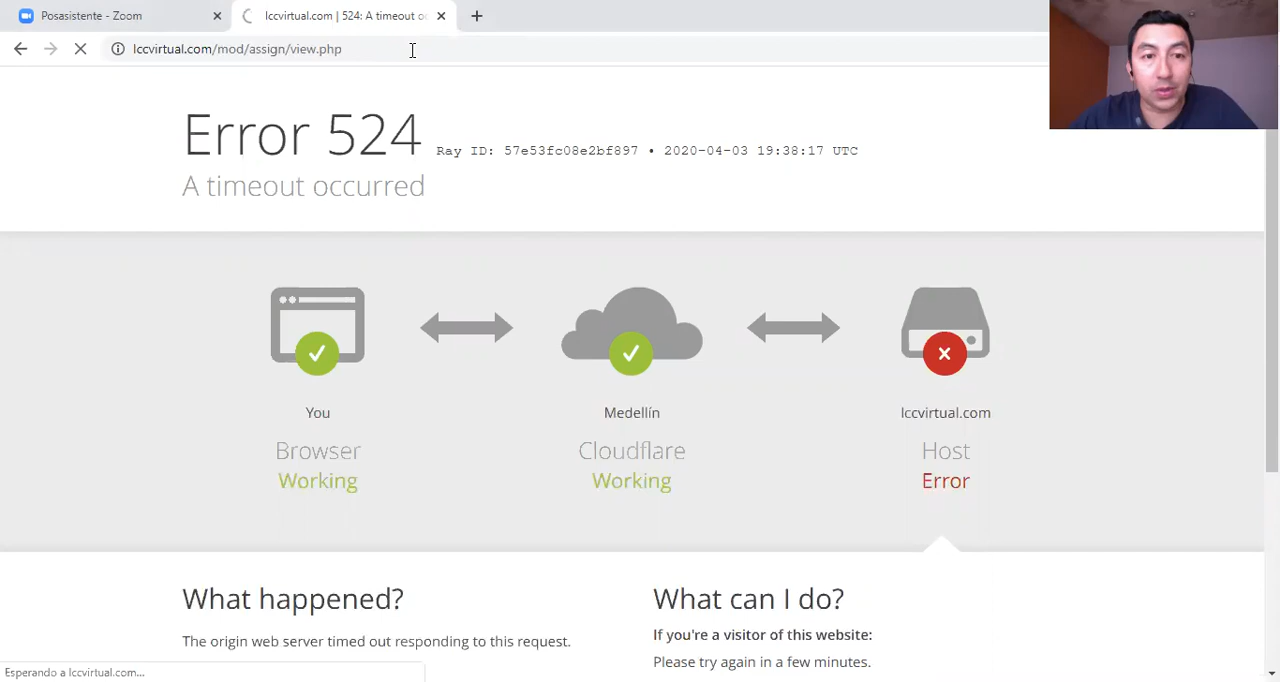 Posasistente - Zoom
lccvirtual.com | 524: A timeout oc
lccvirtual.com/mod/assign/view.php
Error 524
Ray ID: 57e53fc08e2bf897 • 2020-04-03 19:38:17 UTC
A timeout occurred
You
Medellín
lccvirtual.com
Browser
Cloudflare
Host
Working
Working
Error
What happened?
What can I do?
If you're a visitor of this website:
The origin web server timed out responding to this request.
Please try again in a few minutes.
Esperando a lccvirtual.com...